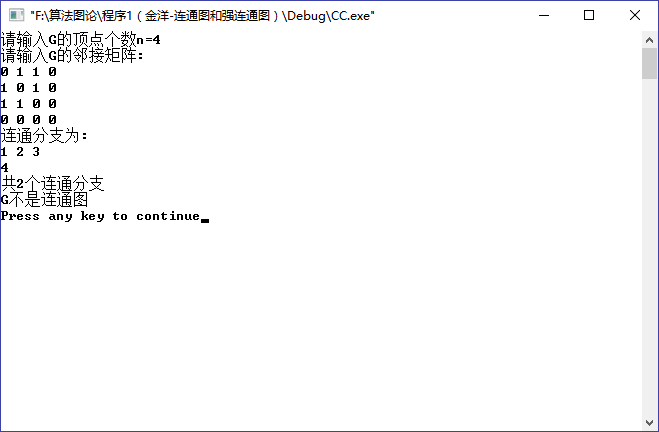 "F:\算法图论\程序1（金洋-连通图和强连通图）\Debug\CC.exe"
请输入G的顶点个数n=4
请输入G的邻接矩阵:
0 1 1 0
1 0 1 0
1 1 0 0
0 0 0 0
连通分支为:
1 2 3
4
共2个连通分支
G不是连通图
Press any key to continue